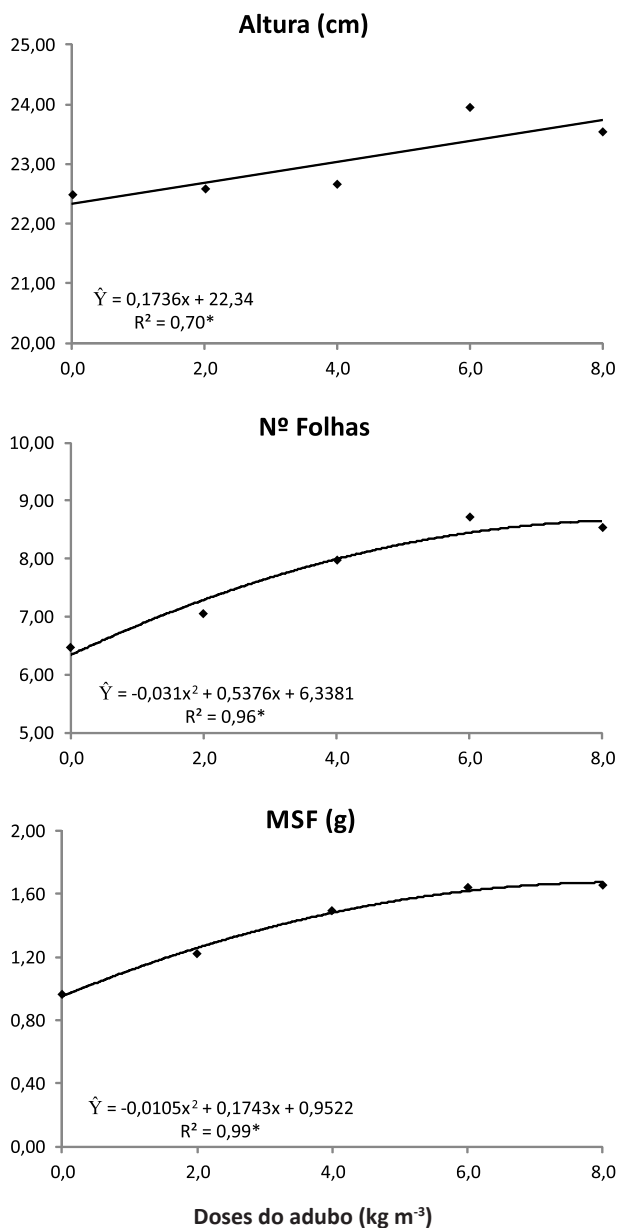 Altura (cm)
25,00
24,00
23,00
22,00
21,00
20,00
Ŷ = 0,1736x + 22,34
R² = 0,70*
0,0 2,0 4,0 6,0 8,0
Nº Folhas
10,00
9,00
8,00
7,00
6,00
5,00
Ŷ = -0,031x² + 0,5376x + 6,3381
R² = 0,96*
0,0 2,0 4,0 6,0 8,0
MSF (g)
2,00
1,60
1,20
0,80
0,40
0,00
Ŷ = -0,0105x² + 0,1743x + 0,9522
R² = 0,99*
0,0 2,0 4,0 6,0 8,0
Doses do adubo (kg m⁻³)